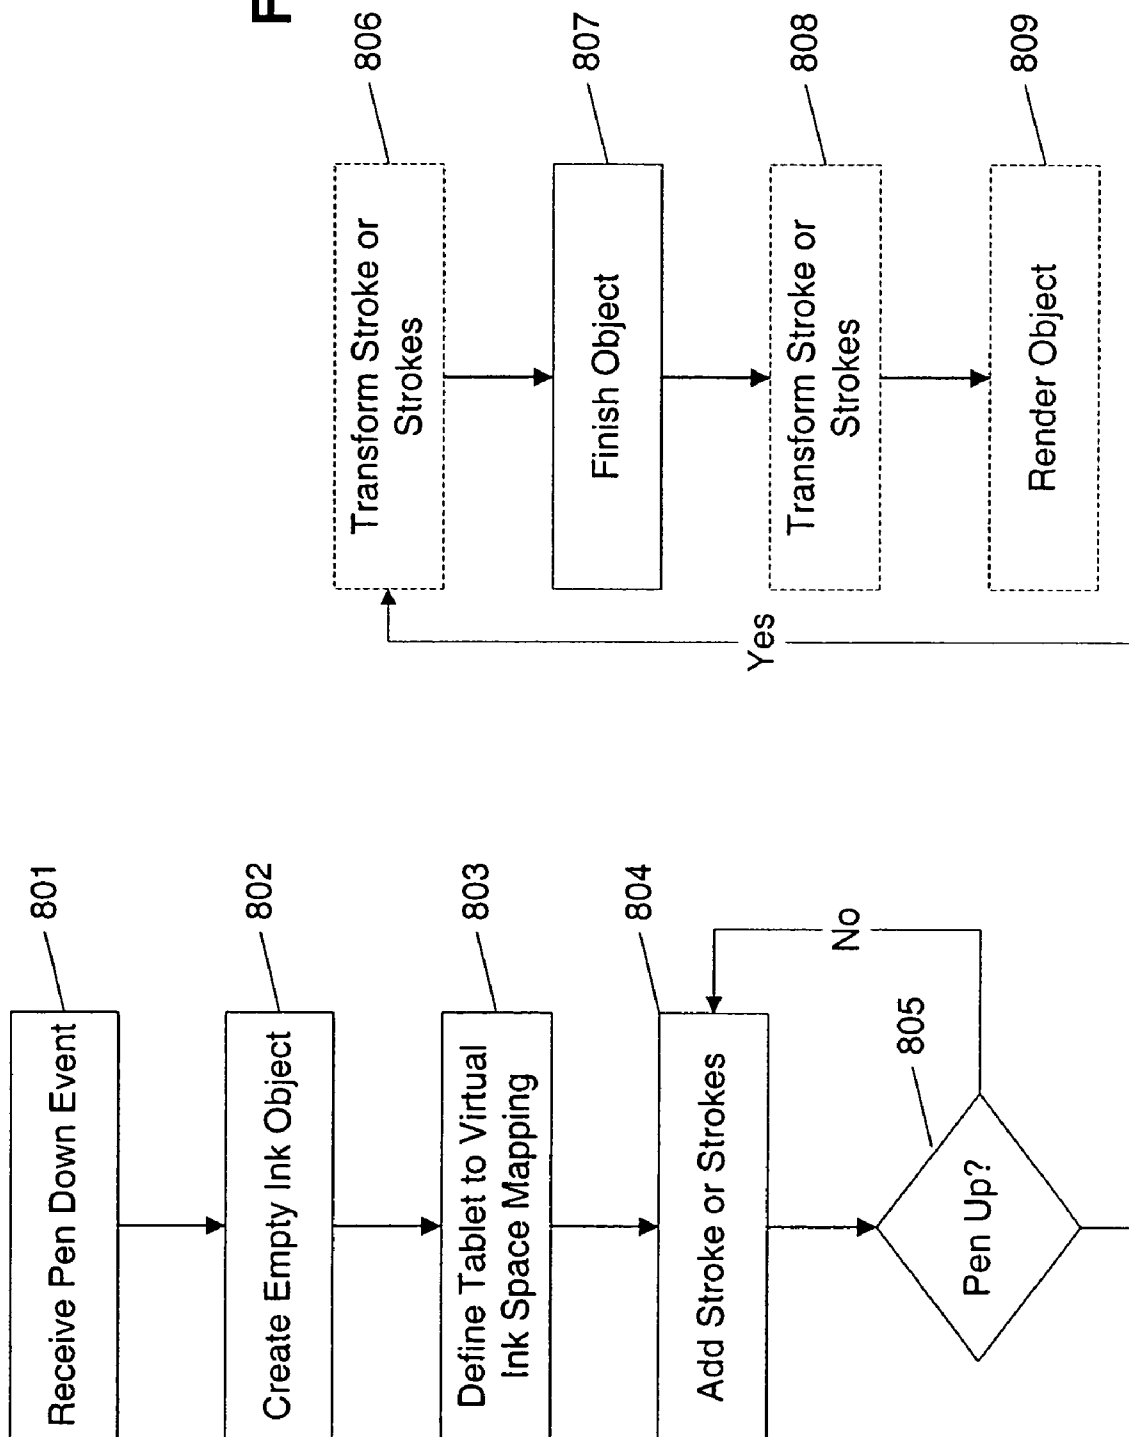 801
Receive Pen Down Event
802
Create Empty Ink Object
803
Define Tablet to Virtual
Ink Space Mapping
804
Add Stroke or Strokes
805
Pen Up?
No
Yes
806
Transform Stroke or
Strokes
807
Finish Object
808
Transform Stroke or
Strokes
809
Render Object